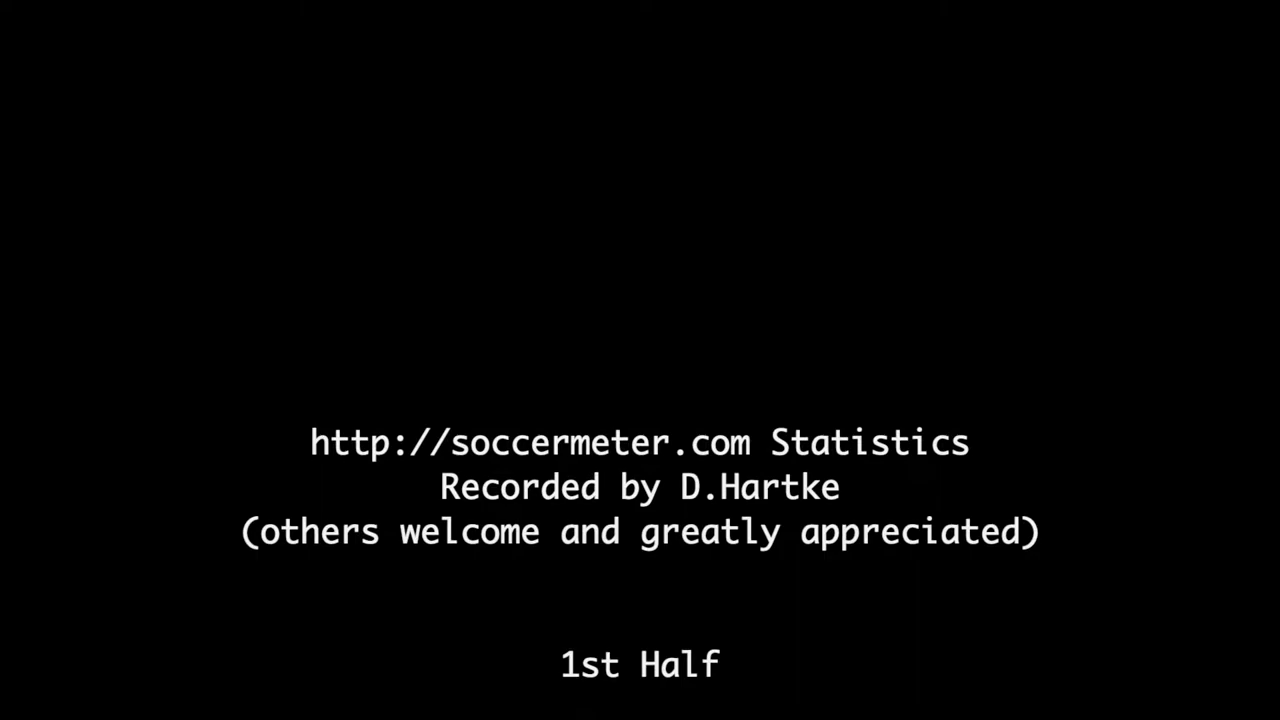 http://soccermeter.com Statistics
Recorded by D.Hartke
(others welcome and greatly appreciated)
1st Half